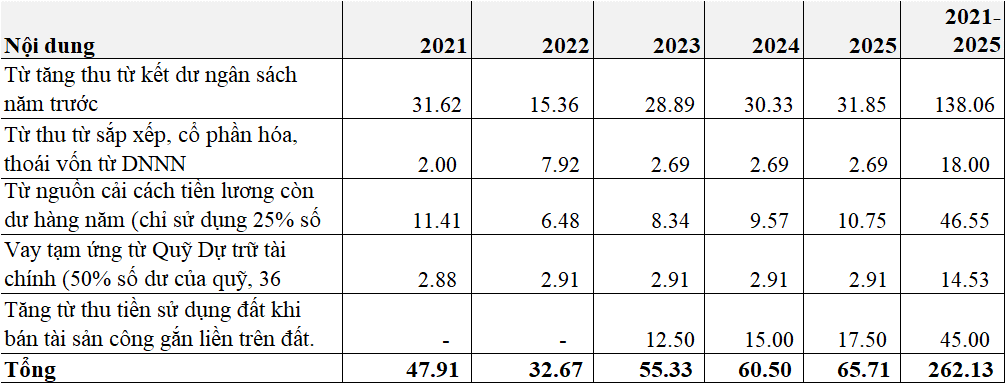 Nội dung 2021 2022 2023 2024 2025 2021-
2025
Từ tăng thu từ kết dư ngân sách
năm trước 31.62 15.36 28.89 30.33 31.85 138.06
Từ thu từ sắp xếp, cổ phần hóa,
thoái vốn từ DNNN 2.00 7.92 2.69 2.69 2.69 18.00
Từ nguồn cải cách tiền lương còn
dư hàng năm (chỉ sử dụng 25% số 11.41 6.48 8.34 9.57 10.75 46.55
Vay tạm ứng từ Quỹ Dự trữ tài
chính (50% số dư của quỹ, 36 2.88 2.91 2.91 2.91 2.91 14.53
Tăng từ thu tiền sử dụng đất khi
bán tài sản công gắn liền trên đất. - - 12.50 15.00 17.50 45.00
Tổng 47.91 32.67 55.33 60.50 65.71 262.13